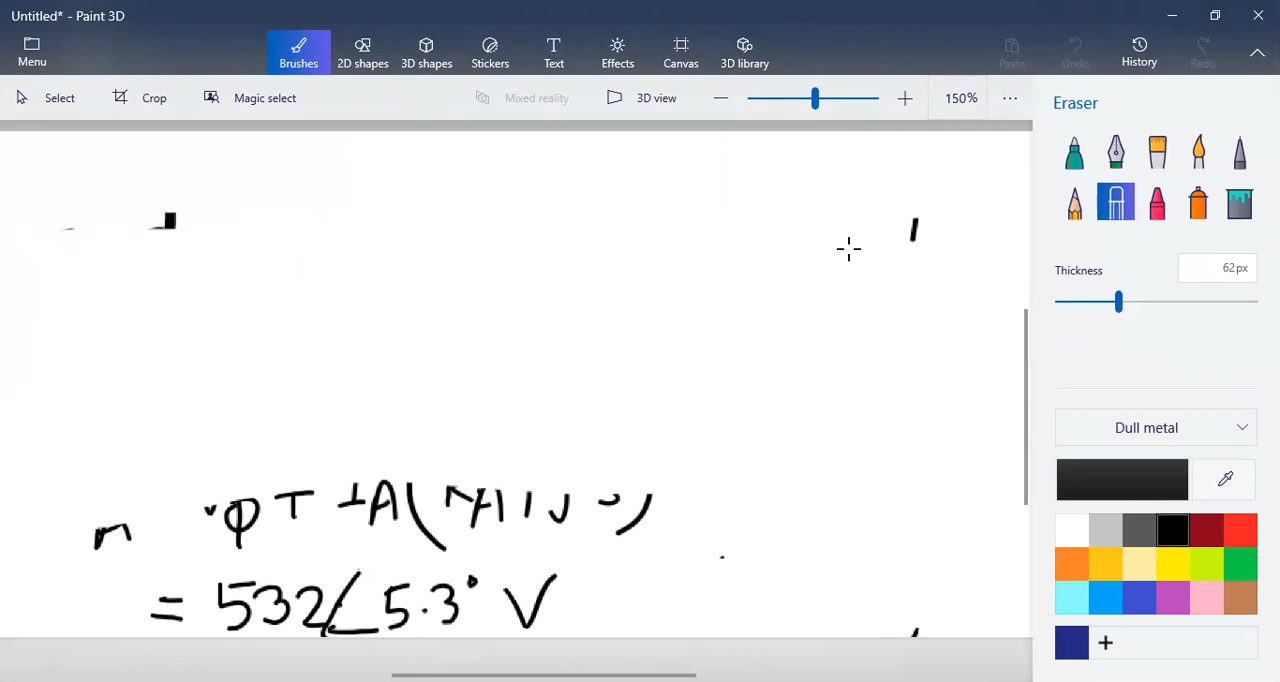 Untitled* - Paint 3D
Menu
Brushes
2D shapes
3D shapes
Stickers
Text
Effects
Canvas
3D library
Paste
Undo
History
Redo
Select
Crop
Magic select
Mixed reality
3D view
150%
Eraser
Thickness
62px
Dull metal
= 532∠5.3° V